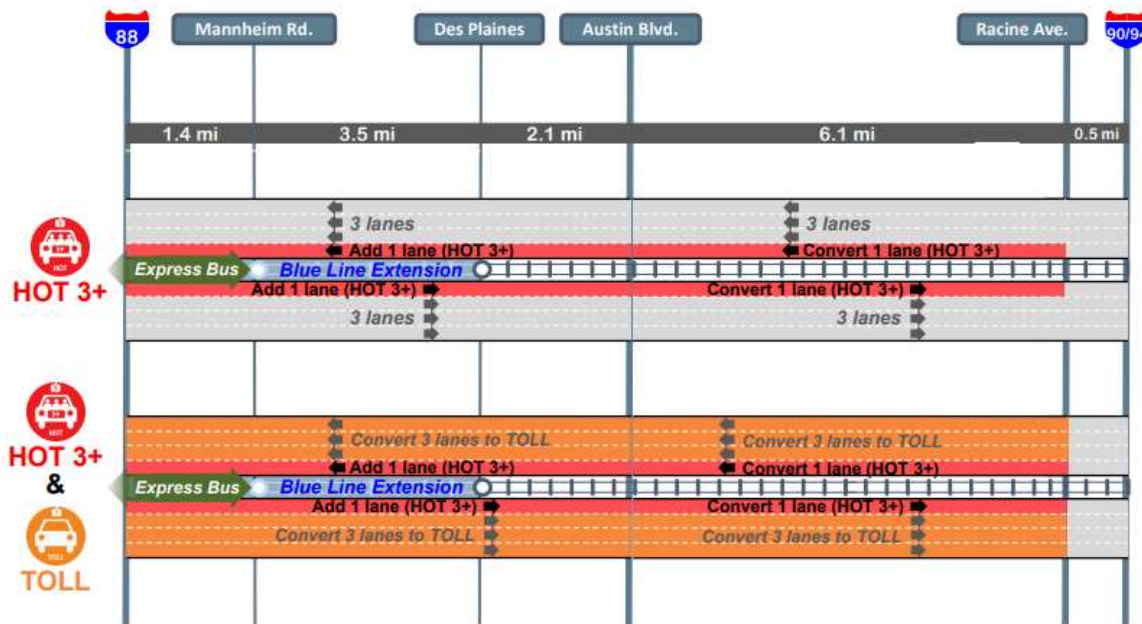 88
Mannheim Rd.
Des Plaines
Austin Blvd.
Racine Ave.
90/94
1.4 mi
3.5 mi
2.1 mi
6.1 mi
0.5 mi
3 lanes
3 lanes
Add 1 lane (HOT 3+)
Convert 1 lane (HOT 3+)
HOT
HOT 3+
Express Bus
Blue Line Extension
Add 1 lane (HOT 3+)
Convert 1 lane (HOT 3+)
3 lanes
3 lanes
Convert 3 lanes to TOLL
Convert 3 lanes to TOLL
Add 1 lane (HOT 3+)
Convert 1 lane (HOT 3+)
HOT
HOT 3+
&
Express Bus
Blue Line Extension
Add 1 lane (HOT 3+)
Convert 1 lane (HOT 3+)
Convert 3 lanes to TOLL
Convert 3 lanes to TOLL
TOLL
TOLL